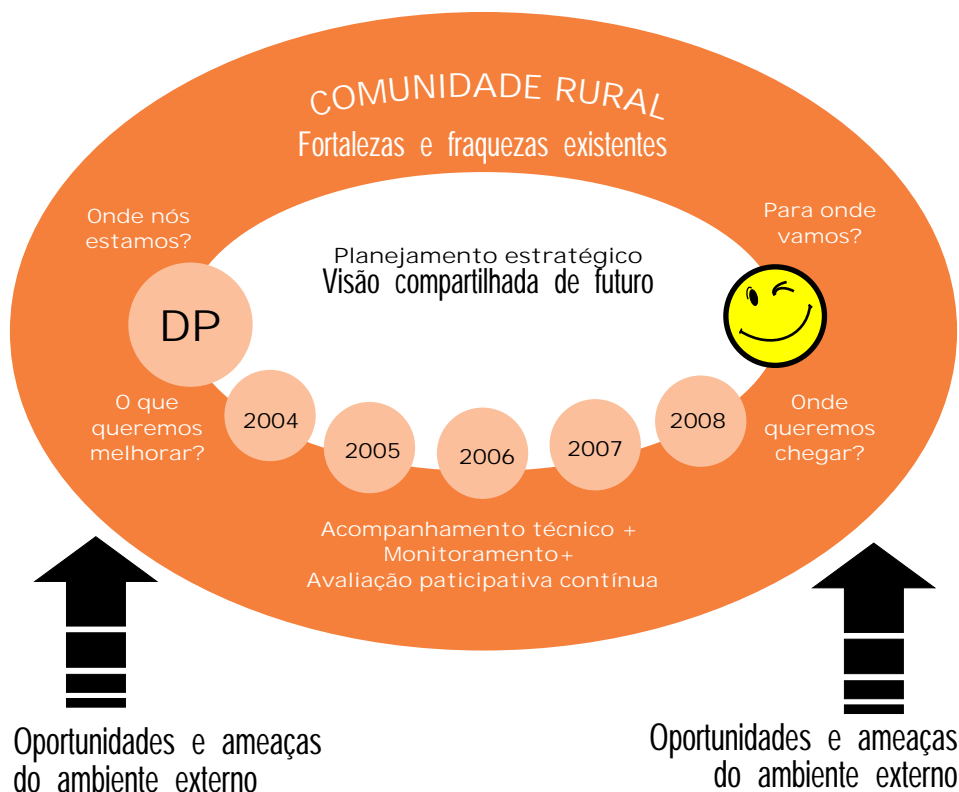 COMUNIDADE RURAL
Fortalezas e fraquezas existentes
Onde nós
estamos?
Para onde
vamos?
Planejamento estratégico
Visão compartilhada de futuro
DP
O que
queremos
melhorar?
2004
2005
2006
2007
2008
Onde
queremos
chegar?
Acompanhamento técnico +
Monitoramento+
Avaliação paticipativa contínua
Oportunidades e ameaças
do ambiente externo
Oportunidades e ameaças
do ambiente externo